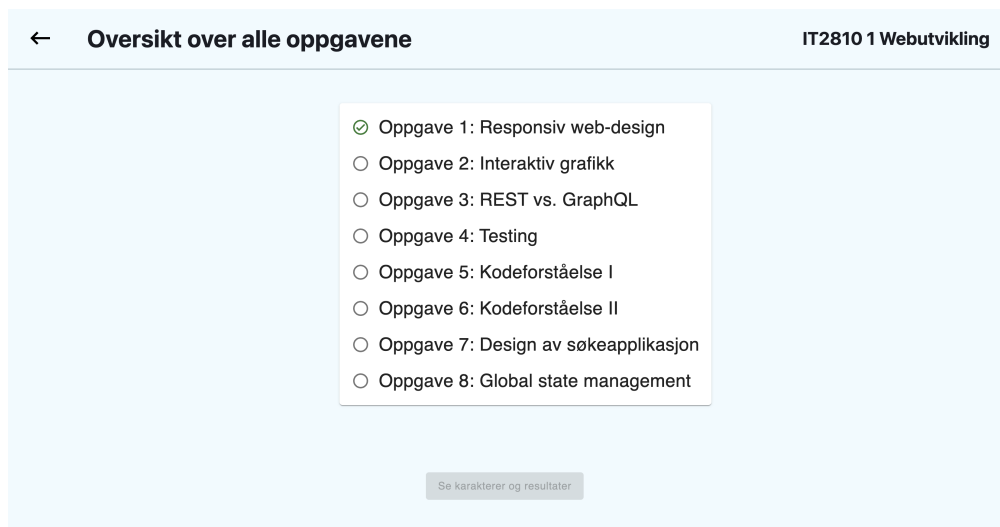 Oversikt over alle oppgavene
IT2810 1 Webutvikling
Oppgave 1: Responsiv web-design
Oppgave 2: Interaktiv grafikk
Oppgave 3: REST vs. GraphQL
Oppgave 4: Testing
Oppgave 5: Kodeforståelse I
Oppgave 6: Kodeforståelse II
Oppgave 7: Design av søkeapplikasjon
Oppgave 8: Global state management
Se karakterer og resultater